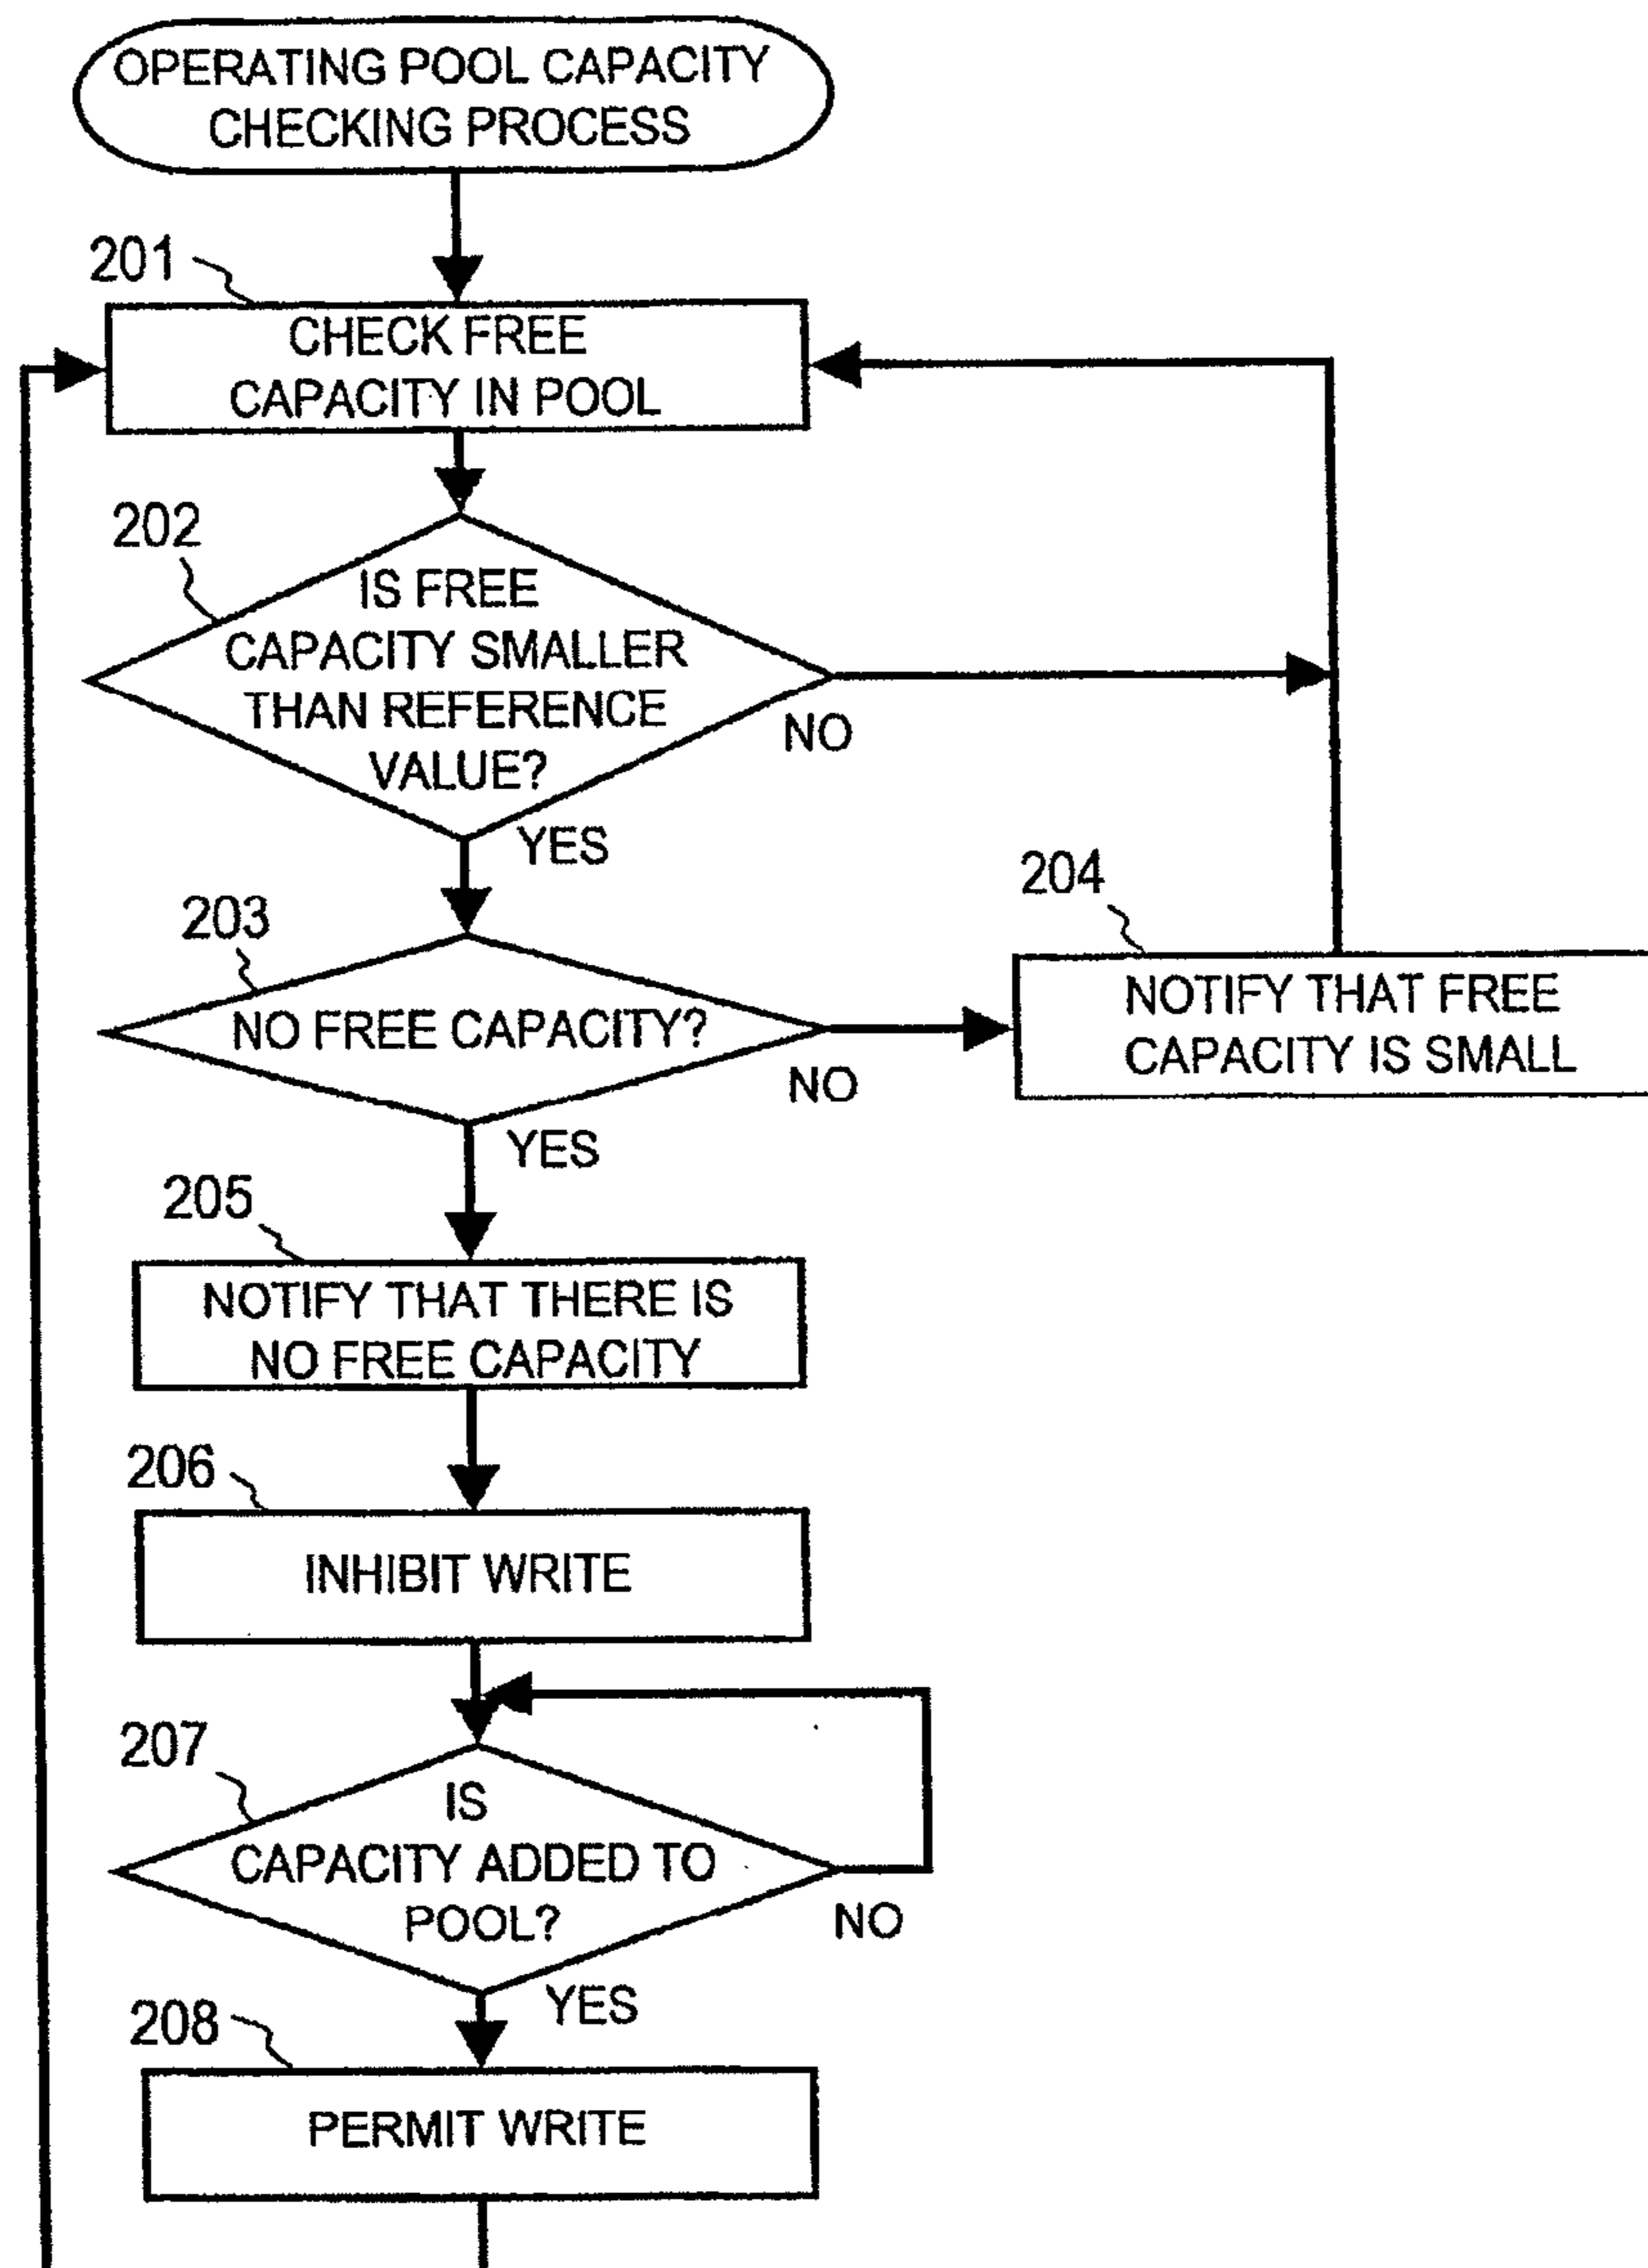 OPERATING POOL CAPACITY
CHECKING PROCESS
201
CHECK FREE
CAPACITY IN POOL
202
IS FREE
CAPACITY SMALLER
THAN REFERENCE
VALUE?
NO
YES
203
NO FREE CAPACITY?
NO
YES
204
NOTIFY THAT FREE
CAPACITY IS SMALL
205
NOTIFY THAT THERE IS
NO FREE CAPACITY
206
INHIBIT WRITE
207
IS
CAPACITY ADDED TO
POOL?
NO
YES
208
PERMIT WRITE